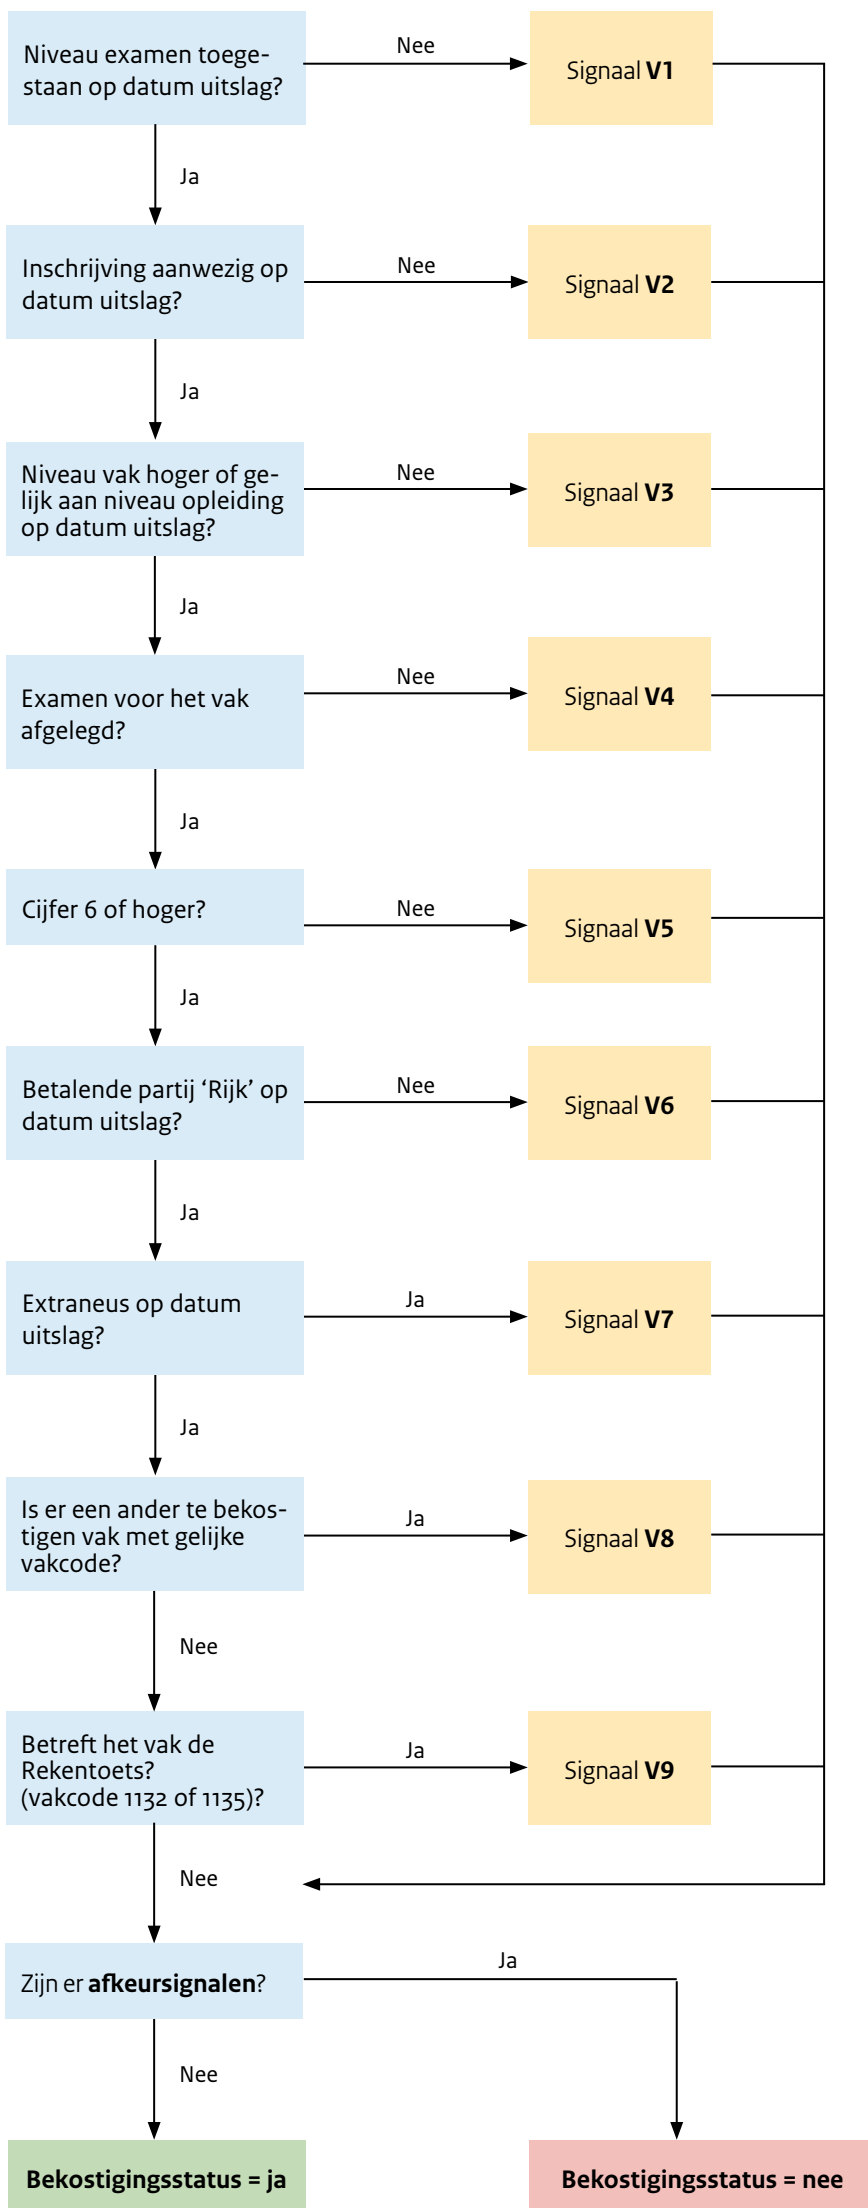 Niveau examen toege-
staan op datum uitslag?
Nee
Signaal V1
Ja
Inschrijving aanwezig op
datum uitslag?
Nee
Signaal V2
Ja
Niveau vak hoger of ge-
lijk aan niveau opleiding
op datum uitslag?
Nee
Signaal V3
Ja
Examen voor het vak
afgelegd?
Nee
Signaal V4
Ja
Cijfer 6 of hoger?
Nee
Signaal V5
Ja
Betalende partij ‘Rijk’ op
datum uitslag?
Nee
Signaal V6
Ja
Extraneus op datum
uitslag?
Ja
Signaal V7
Ja
Is er een ander te bekos-
tigen vak met gelijke
vakcode?
Ja
Signaal V8
Nee
Betreft het vak de
Rekentoets?
(vakcode 1132 of 1135)?
Ja
Signaal V9
Nee
Zijn er afkeursignalen?
Ja
Nee
Bekostigingsstatus = ja
Bekostigingsstatus = nee